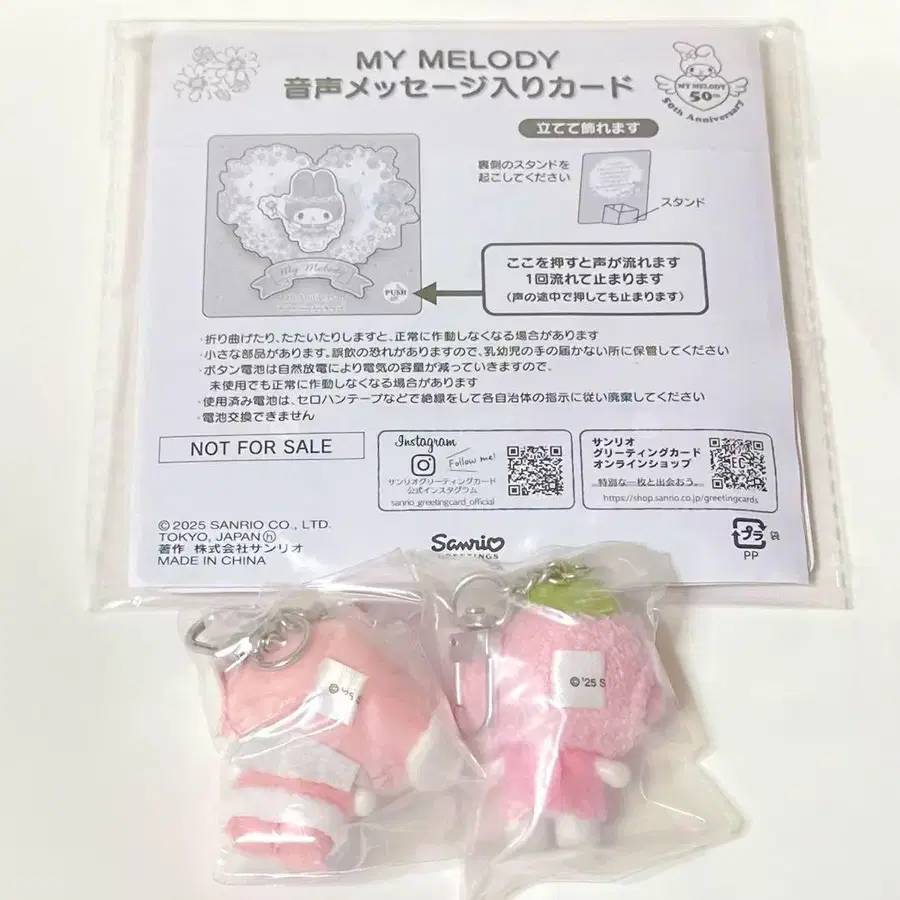 MY MELODY
音声メッセージ入りカード
MY MELODY
50th
50th Anniversary
立てて飾れます
裏側のスタンドを
起こしてください
スタンド
My Melody
PUSH
ここを押すと声が流れます
1回流れて止まります
(声の途中で押しても止まります)
・折り曲げたり、たたいたりしますと、正常に作動しなくなる場合があります
・小さな部品があります。誤飲の恐れがありますので、乳幼児の手の届かない所に保管してください
・ボタン電池は自然放電により電気の容量が減っていきますので、
未使用でも正常に作動しなくなる場合があります
・使用済み電池は、セロハンテープなどで絶縁をして各自治体の指示に従い廃棄してください
・電池交換できません
NOT FOR SALE
Instagram
Follow me!
サンリオグリーティングカード
公式インスタグラム
sanrio_greetingcard_official
サンリオ
グリーティングカード
オンラインショップ
EC
特別な一枚と出会おう。
https://shop.sanrio.co.jp/greetingcards
© 2025 SANRIO CO., LTD.
TOKYO, JAPAN ⓗ
著作 株式会社サンリオ
MADE IN CHINA
Sanrio
GREETINGS
プラ
PP
袋
©'25 S